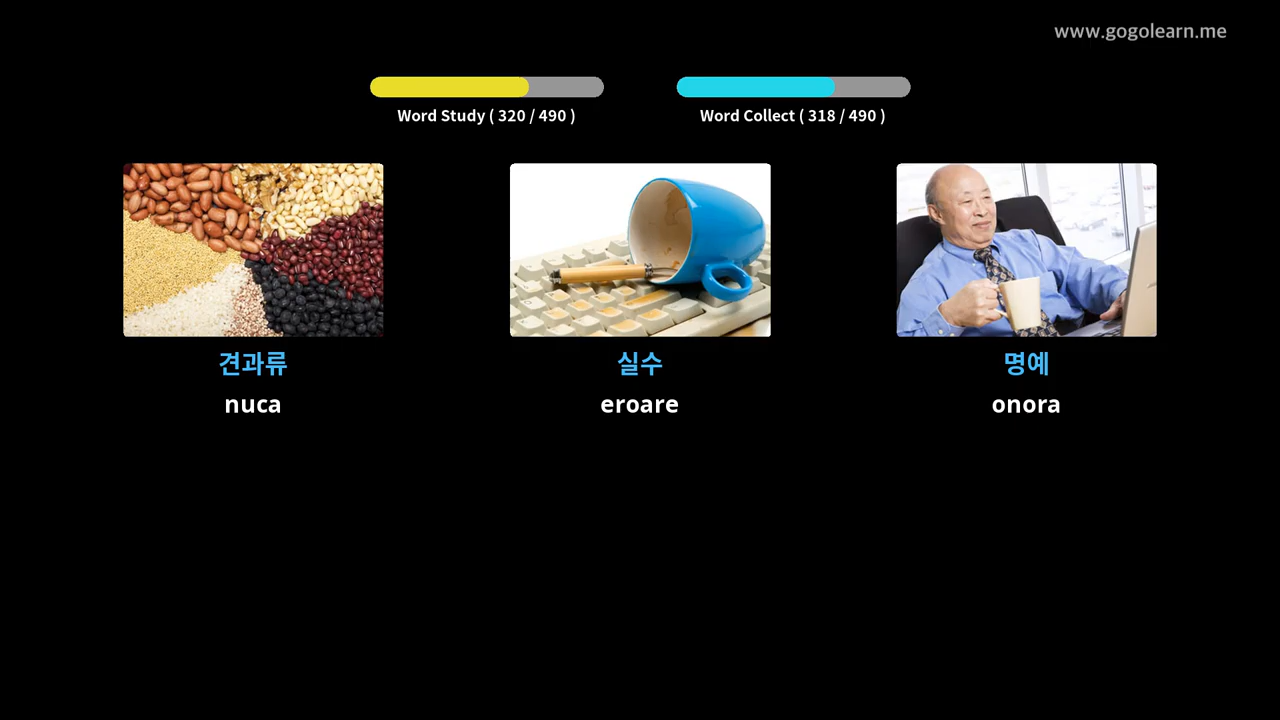 www.gogolearn.me
Word Study ( 320 / 490 )
Word Collect ( 318 / 490 )
견과류
실수
명예
nuca
eroare
onora